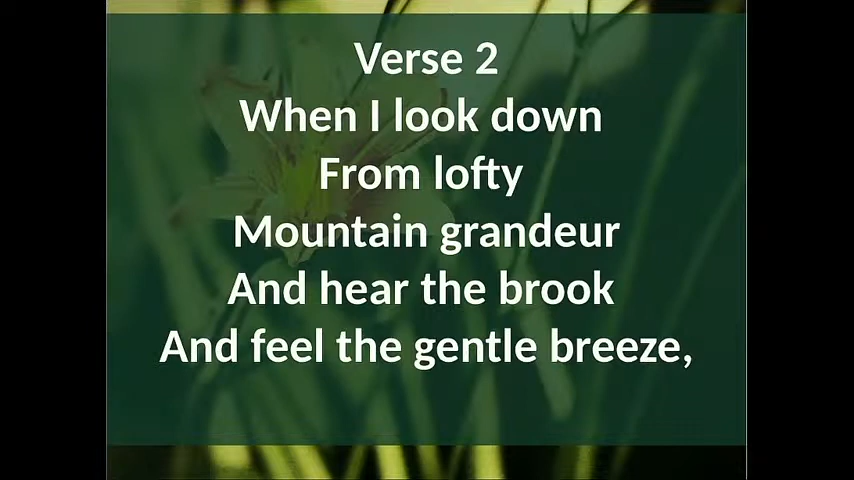 Verse 2
When I look down
From lofty
Mountain grandeur
And hear the brook
And feel the gentle breeze,